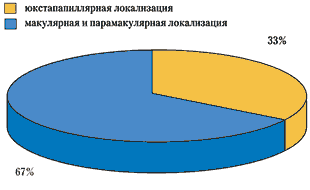 юкстапапиллярная локализация
макулярная и парамакулярная локализация
33%
67%